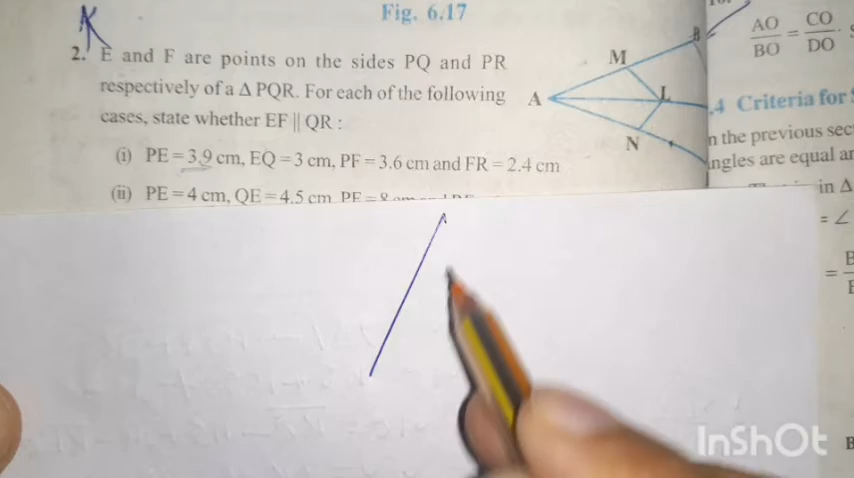 Fig. 6.17
2. E and F are points on the sides PQ and PR
respectively of a Δ PQR. For each of the following
cases, state whether EF || QR :
(i) PE = 3.9 cm, EQ = 3 cm, PF = 3.6 cm and FR = 2.4 cm
(ii) PE = 4 cm, QE = 4.5 cm,
A
M
B
L
N
AO/BO = CO/DO.
.4 Criteria for
n the previous sec
ngles are equal an
in Δ
= ∠
=
B
InShOt